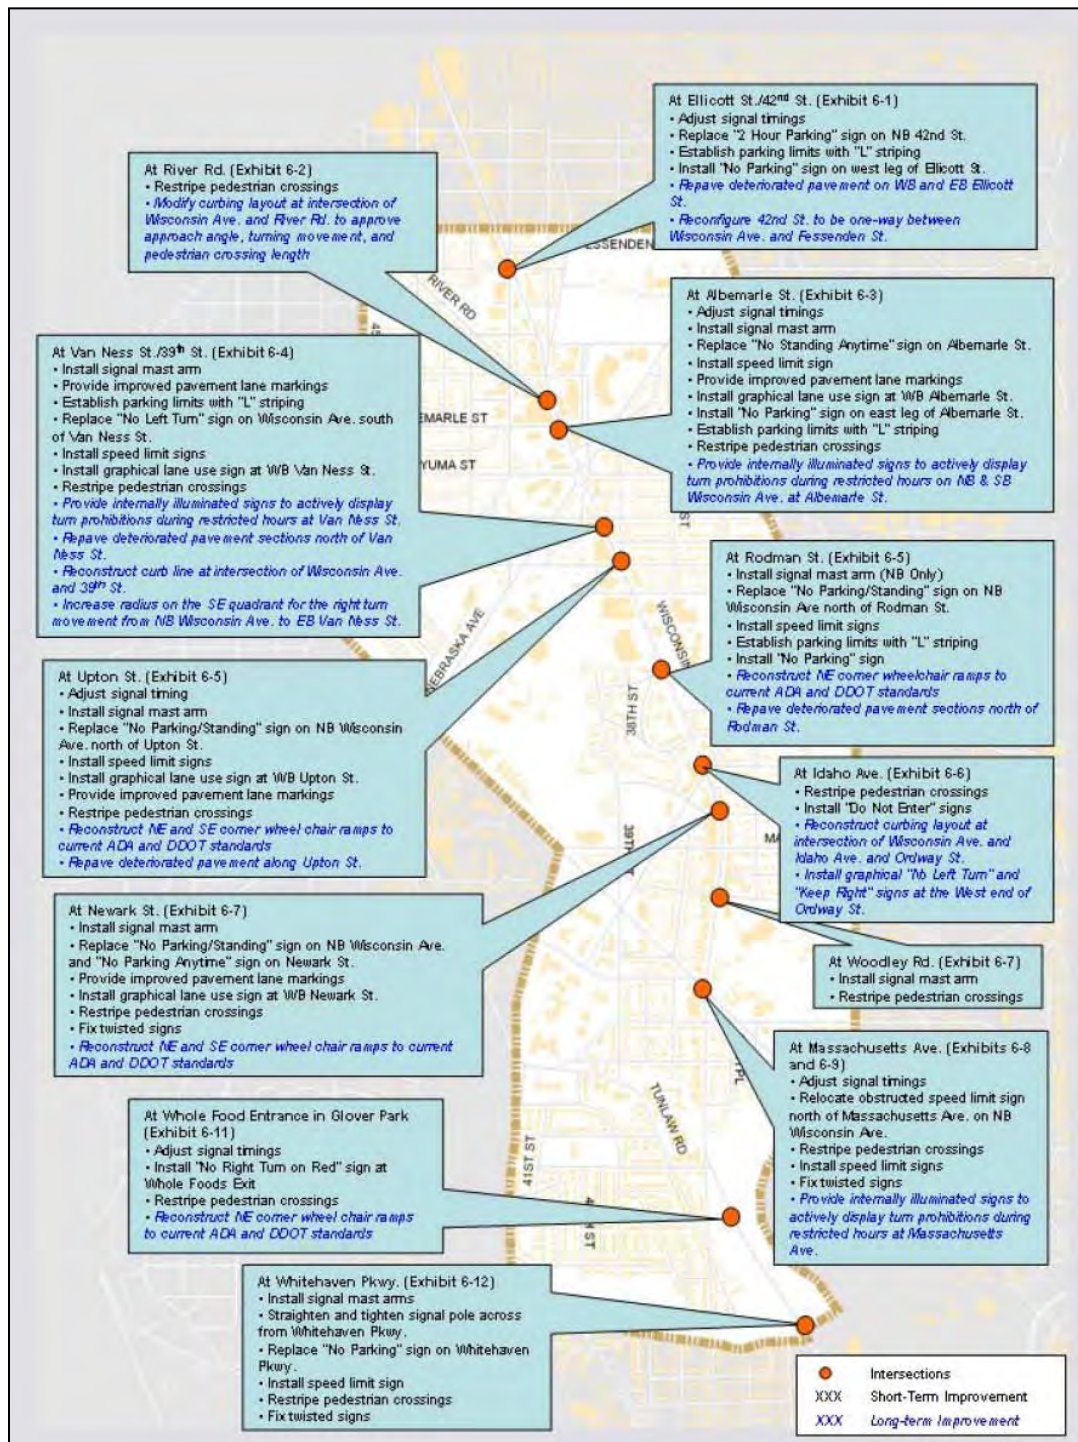 At Ellicott St./42nd St. (Exhibit 6-1)
• Adjust signal timings
• Replace "2 Hour Parking" sign on NB 42nd St.
• Establish parking limits with "L" striping
• Install "No Parking" sign on west leg of Ellicott St.
• Repave deteriorated pavement on WB and EB Ellicott
St.
• Reconfigure 42nd St. to be one-way between
Wisconsin Ave. and Fessenden St.
At River Rd. (Exhibit 6-2)
• Restripe pedestrian crossings
• Modify curbing layout at intersection of
Wisconsin Ave. and River Rd. to approve
approach angle, turning movement, and
pedestrian crossing length
ESSENDEN
RIVER RD
45
At Albemarle St. (Exhibit 6-3)
• Adjust signal timings
• Install signal mast arm
• Replace "No Standing Anytime" sign on Albemarle St.
• Install speed limit sign
• Provide improved pavement lane markings
• Install graphical lane use sign at WB Albemarle St.
• Install "No Parking" sign on east leg of Albemarle St.
• Establish parking limits with "L" striping
• Restripe pedestrian crossings
• Provide internally illuminated signs to actively display
turn prohibitions during restricted hours on NB & SB
Wisconsin Ave. at Albemarle St.
At Van Ness St./39th St. (Exhibit 6-4)
• Install signal mast arm
• Provide improved pavement lane markings
• Establish parking limits with "L" striping
• Replace "No Left Turn" sign on Wisconsin Ave. south
of Van Ness St.
• Install speed limit signs
• Install graphical lane use sign at WB Van Ness St.
• Restripe pedestrian crossings
• Provide internally illuminated signs to actively display
turn prohibitions during restricted hours at Van Ness St.
• Repave deteriorated pavement sections north of Van
Ness St.
• Reconstruct curb line at intersection of Wisconsin Ave.
and 39th St.
• Increase radius on the SE quadrant for the right turn
movement from NB Wisconsin Ave. to EB Van Ness St.
EMARLE ST
YUMA ST
ST
At Rodman St. (Exhibit 6-5)
• Install signal mast arm (NB Only)
• Replace "No Parking/Standing" sign on NB
Wisconsin Ave north of Rodman St.
• Install speed limit signs
• Establish parking limits with "L" striping
• Install "No Parking" sign
• Reconstruct NE corner wheelchair ramps to
current ADA and DDOT standards
• Repave deteriorated pavement sections north of
Rodman St.
WISCONSIN
NEBRASKA AVE
38TH ST
At Upton St. (Exhibit 6-5)
• Adjust signal timing
• Install signal mast arm
• Replace "No Parking/Standing" sign on NB Wisconsin
Ave. north of Upton St.
• Install speed limit signs
• Install graphical lane use sign at WB Upton St.
• Provide improved pavement lane markings
• Restripe pedestrian crossings
• Reconstruct NE and SE corner wheel chair ramps to
current ADA and DDOT standards
• Repave deteriorated pavement along Upton St.
At Idaho Ave. (Exhibit 6-6)
• Restripe pedestrian crossings
• Install "Do Not Enter" signs
• Reconstruct curbing layout at
intersection of Wisconsin Ave. and
Idaho Ave. and Ordway St.
• Install graphical "No Left Turn" and
"Keep Right" signs at the West end of
Ordway St.
39T
T
MA
At Newark St. (Exhibit 6-7)
• Install signal mast arm
• Replace "No Parking/Standing" sign on NB Wisconsin Ave.
and "No Parking Anytime" sign on Newark St.
• Provide improved pavement lane markings
• Install graphical lane use sign at WB Newark St.
• Restripe pedestrian crossings
• Fix twisted signs
• Reconstruct NE and SE corner wheel chair ramps to current
ADA and DDOT standards
At Woodley Rd. (Exhibit 6-7)
• Install signal mast arm
• Restripe pedestrian crossings
At Massachusetts Ave. (Exhibits 6-8
and 6-9)
• Adjust signal timings
• Relocate obstructed speed limit sign
north of Massachusetts Ave. on NB
Wisconsin Ave.
• Restripe pedestrian crossings
• Install speed limit signs
• Fix twisted signs
• Provide internally illuminated signs to
actively display turn prohibitions during
restricted hours at Massachusetts
Ave.
PL
TUNLAW RD
41ST ST
4
ST
At Whole Food Entrance in Glover Park
(Exhibit 6-11)
• Adjust signal timings
• Install "No Right Turn on Red" sign at
Whole Foods Exit
• Restripe pedestrian crossings
• Reconstruct NE corner wheel chair ramps
to current ADA and DDOT standards
At Whitehaven Pkwy. (Exhibit 6-12)
• Install signal mast arms
• Straighten and tighten signal pole across
from Whitehaven Pkwy.
• Replace "No Parking" sign on Whitehaven
Pkwy.
• Install speed limit sign
• Restripe pedestrian crossings
• Fix twisted signs
Intersections
XXX Short-Term Improvement
XXX Long-term Improvement